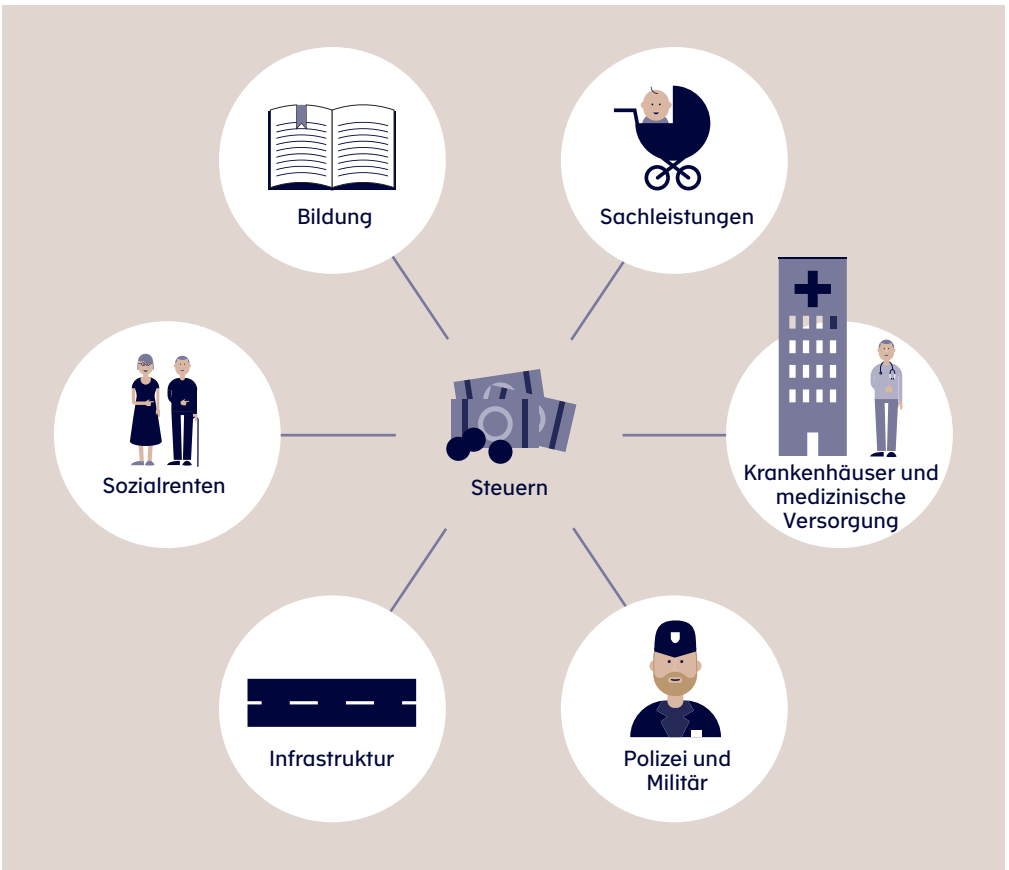 Bildung
Sachleistungen
Sozialrenten
Steuern
Krankenhäuser und
medizinische
Versorgung
Infrastruktur
Polizei und
Militär